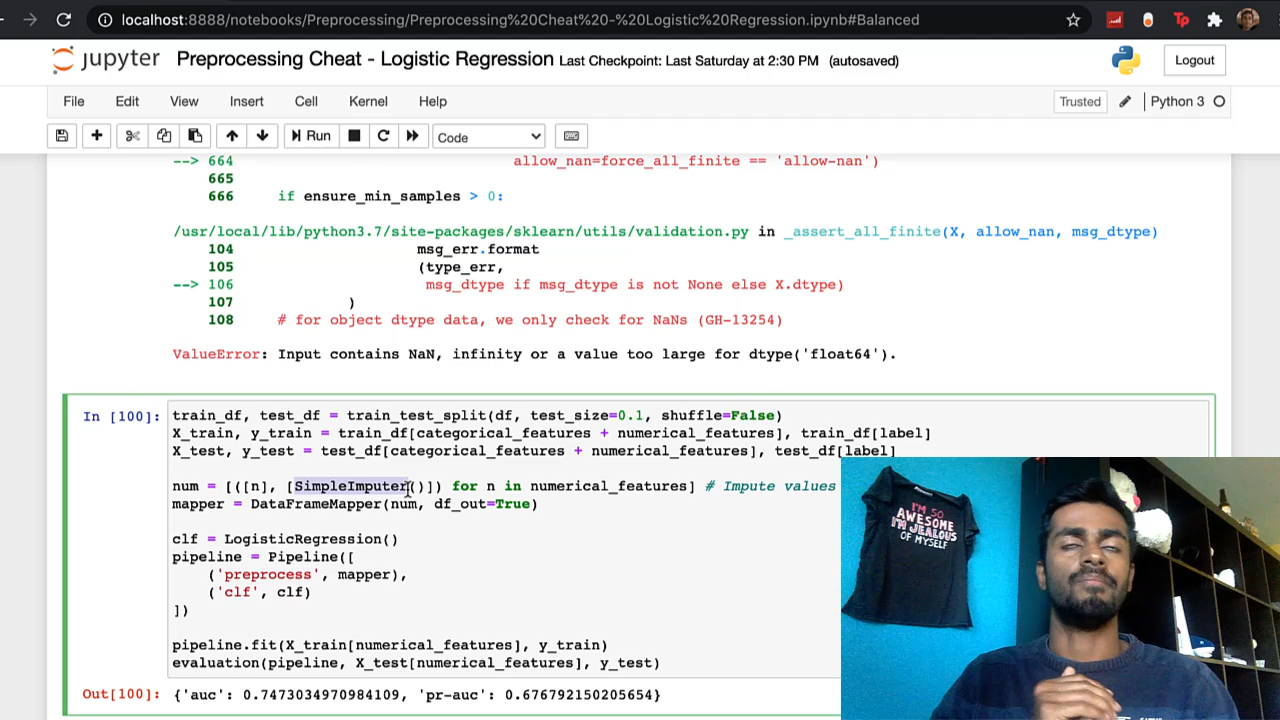 localhost:8888/notebooks/Preprocessing/Preprocessing%20Cheat%20-%20Logistic%20Regression.ipynb#Balanced
Tp
jupyter Preprocessing Cheat - Logistic Regression Last Checkpoint: Last Saturday at 2:30 PM (autosaved)
Logout
File Edit View Insert Cell Kernel Help
Trusted Python 3
Run Code
--> 664 allow_nan=force_all_finite == 'allow-nan')
665
666 if ensure_min_samples > 0:
/usr/local/lib/python3.7/site-packages/sklearn/utils/validation.py in _assert_all_finite(X, allow_nan, msg_dtype)
104 msg_err.format
105 (type_err,
--> 106 msg_dtype if msg_dtype is not None else X.dtype)
107 )
108 # for object dtype data, we only check for NaNs (GH-13254)
ValueError: Input contains NaN, infinity or a value too large for dtype('float64').
In [100]: train_df, test_df = train_test_split(df, test_size=0.1, shuffle=False)
X_train, y_train = train_df[categorical_features + numerical_features], train_df[label]
X_test, y_test = test_df[categorical_features + numerical_features], test_df[label]
num = [([n], [SimpleImputer()]) for n in numerical_features] # Impute values
mapper = DataFrameMapper(num, df_out=True)
clf = LogisticRegression()
pipeline = Pipeline([
('preprocess', mapper),
('clf', clf)
])
pipeline.fit(X_train[numerical_features], y_train)
evaluation(pipeline, X_test[numerical_features], y_test)
Out[100]: {'auc': 0.7473034970984109, 'pr-auc': 0.676792150205654}
I'M SO
AWESOME
I'M JEALOUS
OF MYSELF